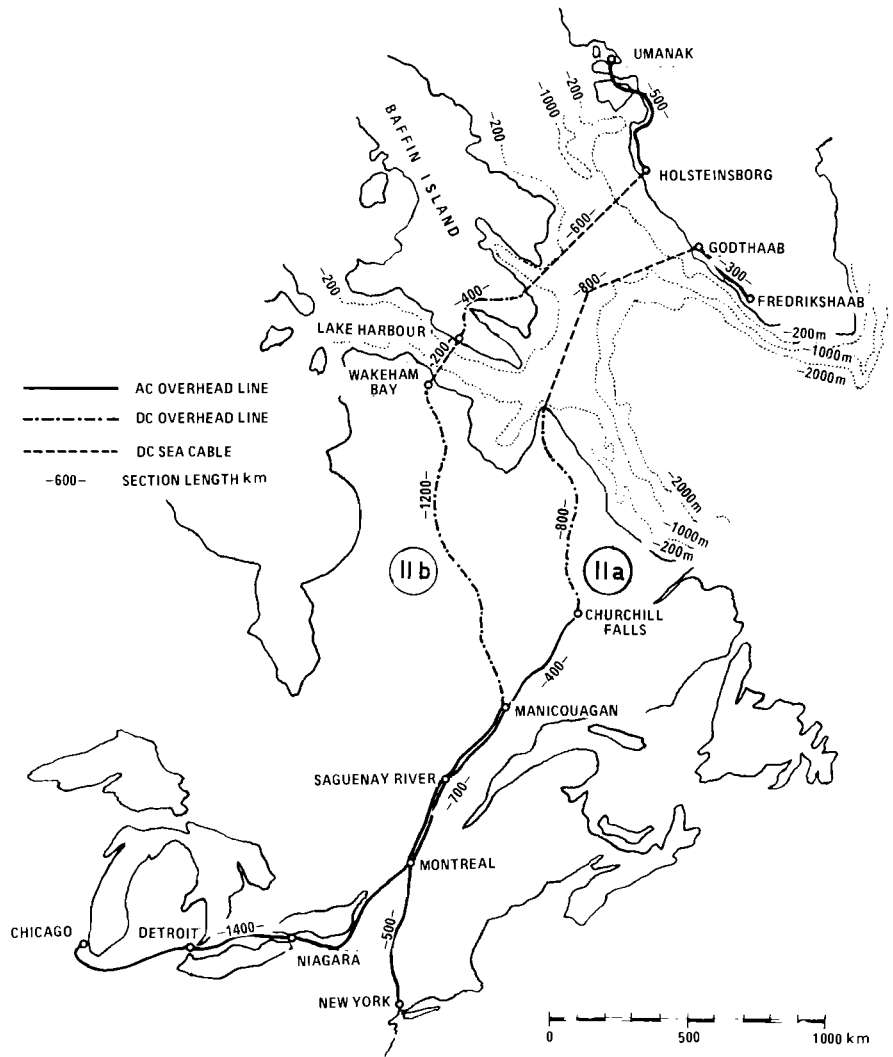 UMANAK
-500-
-200
-1000
-200
-200
BAFFIN ISLAND
HOLSTEINSBORG
-600-
GODTHAAB
-300-
FREDRIKSHAAB
-200m
-1000m
-2000m
-800-
-400-
-200
LAKE HARBOUR
-200-
WAKEHAM
BAY
AC OVERHEAD LINE
DC OVERHEAD LINE
DC SEA CABLE
-600- SECTION LENGTH km
-1200-
-800-
-2000m
-1000m
-200m
IIb
IIa
CHURCHILL
FALLS
-400-
MANICOUAGAN
SAGUENAY RIVER
-700-
MONTREAL
CHICAGO
DETROIT
-1400-
NIAGARA
-500-
NEW YORK
0 500 1000 km